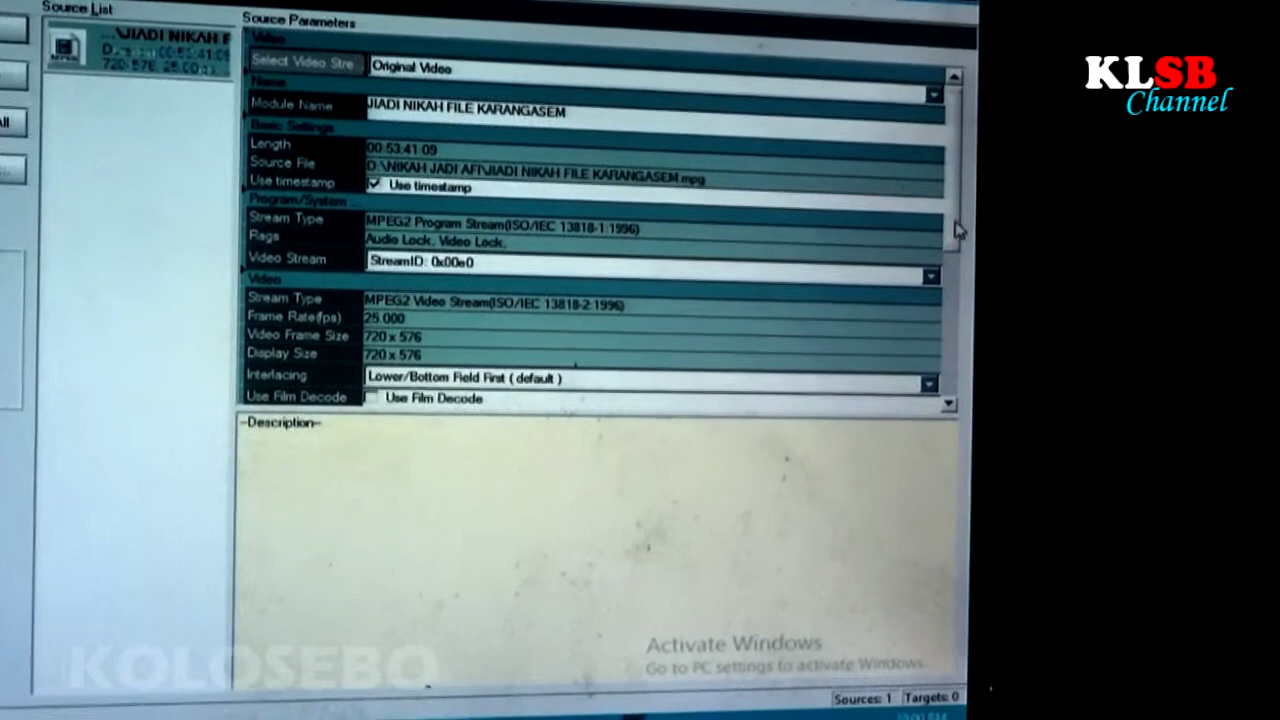 Source List
Source Parameters
...\JIADI NIKAH F
Video
Select Video Stre
Original Video
Name
Module Name
JIADI NIKAH FILE KARANGASEM
Basic Settings
Length
00:53:41:09
Source File
D:\NIKAH JADI AFI\JIADI NIKAH FILE KARANGASEM.mpg
Use timestamp
Use timestamp
Program/System
Stream Type
MPEG2 Program Stream(ISO/IEC 13818-1:1996)
Flags
Audio Lock, Video Lock,
Video Stream
StreamID: 0x00e0
Video
Stream Type
MPEG2 Video Stream(ISO/IEC 13818-2:1996)
Frame Rate(fps)
25.000
Video Frame Size
720 x 576
Display Size
720 x 576
Interlacing
Lower/Bottom Field First ( default )
Use Film Decode
Use Film Decode
-Description-
Activate Windows
Go to PC settings to activate Windows.
Sources: 1
Targets: 0
KLSB
Channel
KOLOSEBO